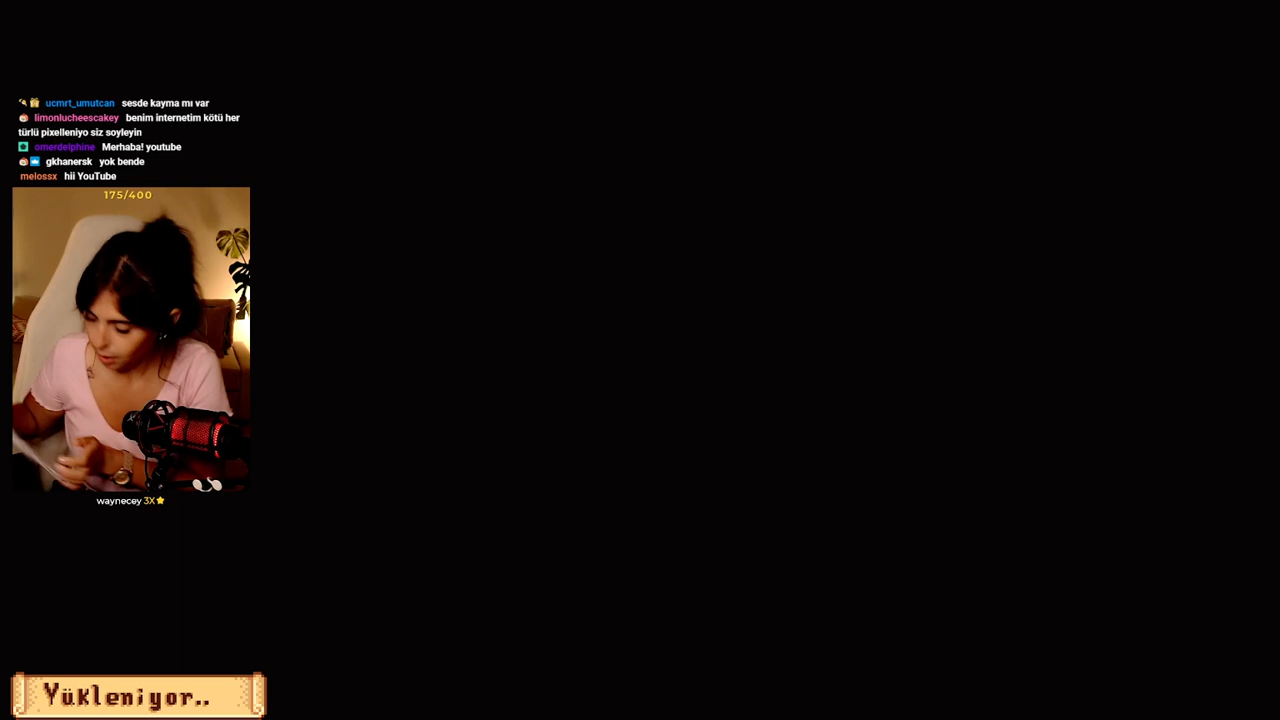 ucmrt_umutcan sesde kayma mı var
limonlucheescakey benim internetim kötü her
türlü pixelleniyo siz soyleyin
omerdelphine Merhaba! youtube
gkhanersk yok bende
melossx hii YouTube
175/400
waynecey 3X
Yükleniyor..